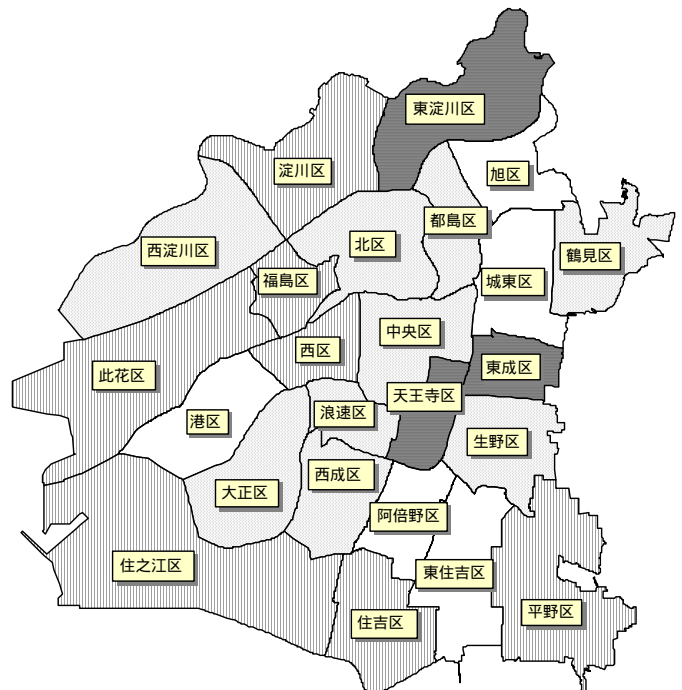 東淀川区
淀川区
旭区
都島区
北区
西淀川区
鶴見区
福島区
城東区
中央区
西区
東成区
此花区
天王寺区
浪速区
港区
生野区
西成区
大正区
阿倍野区
住之江区
東住吉区
平野区
住吉区